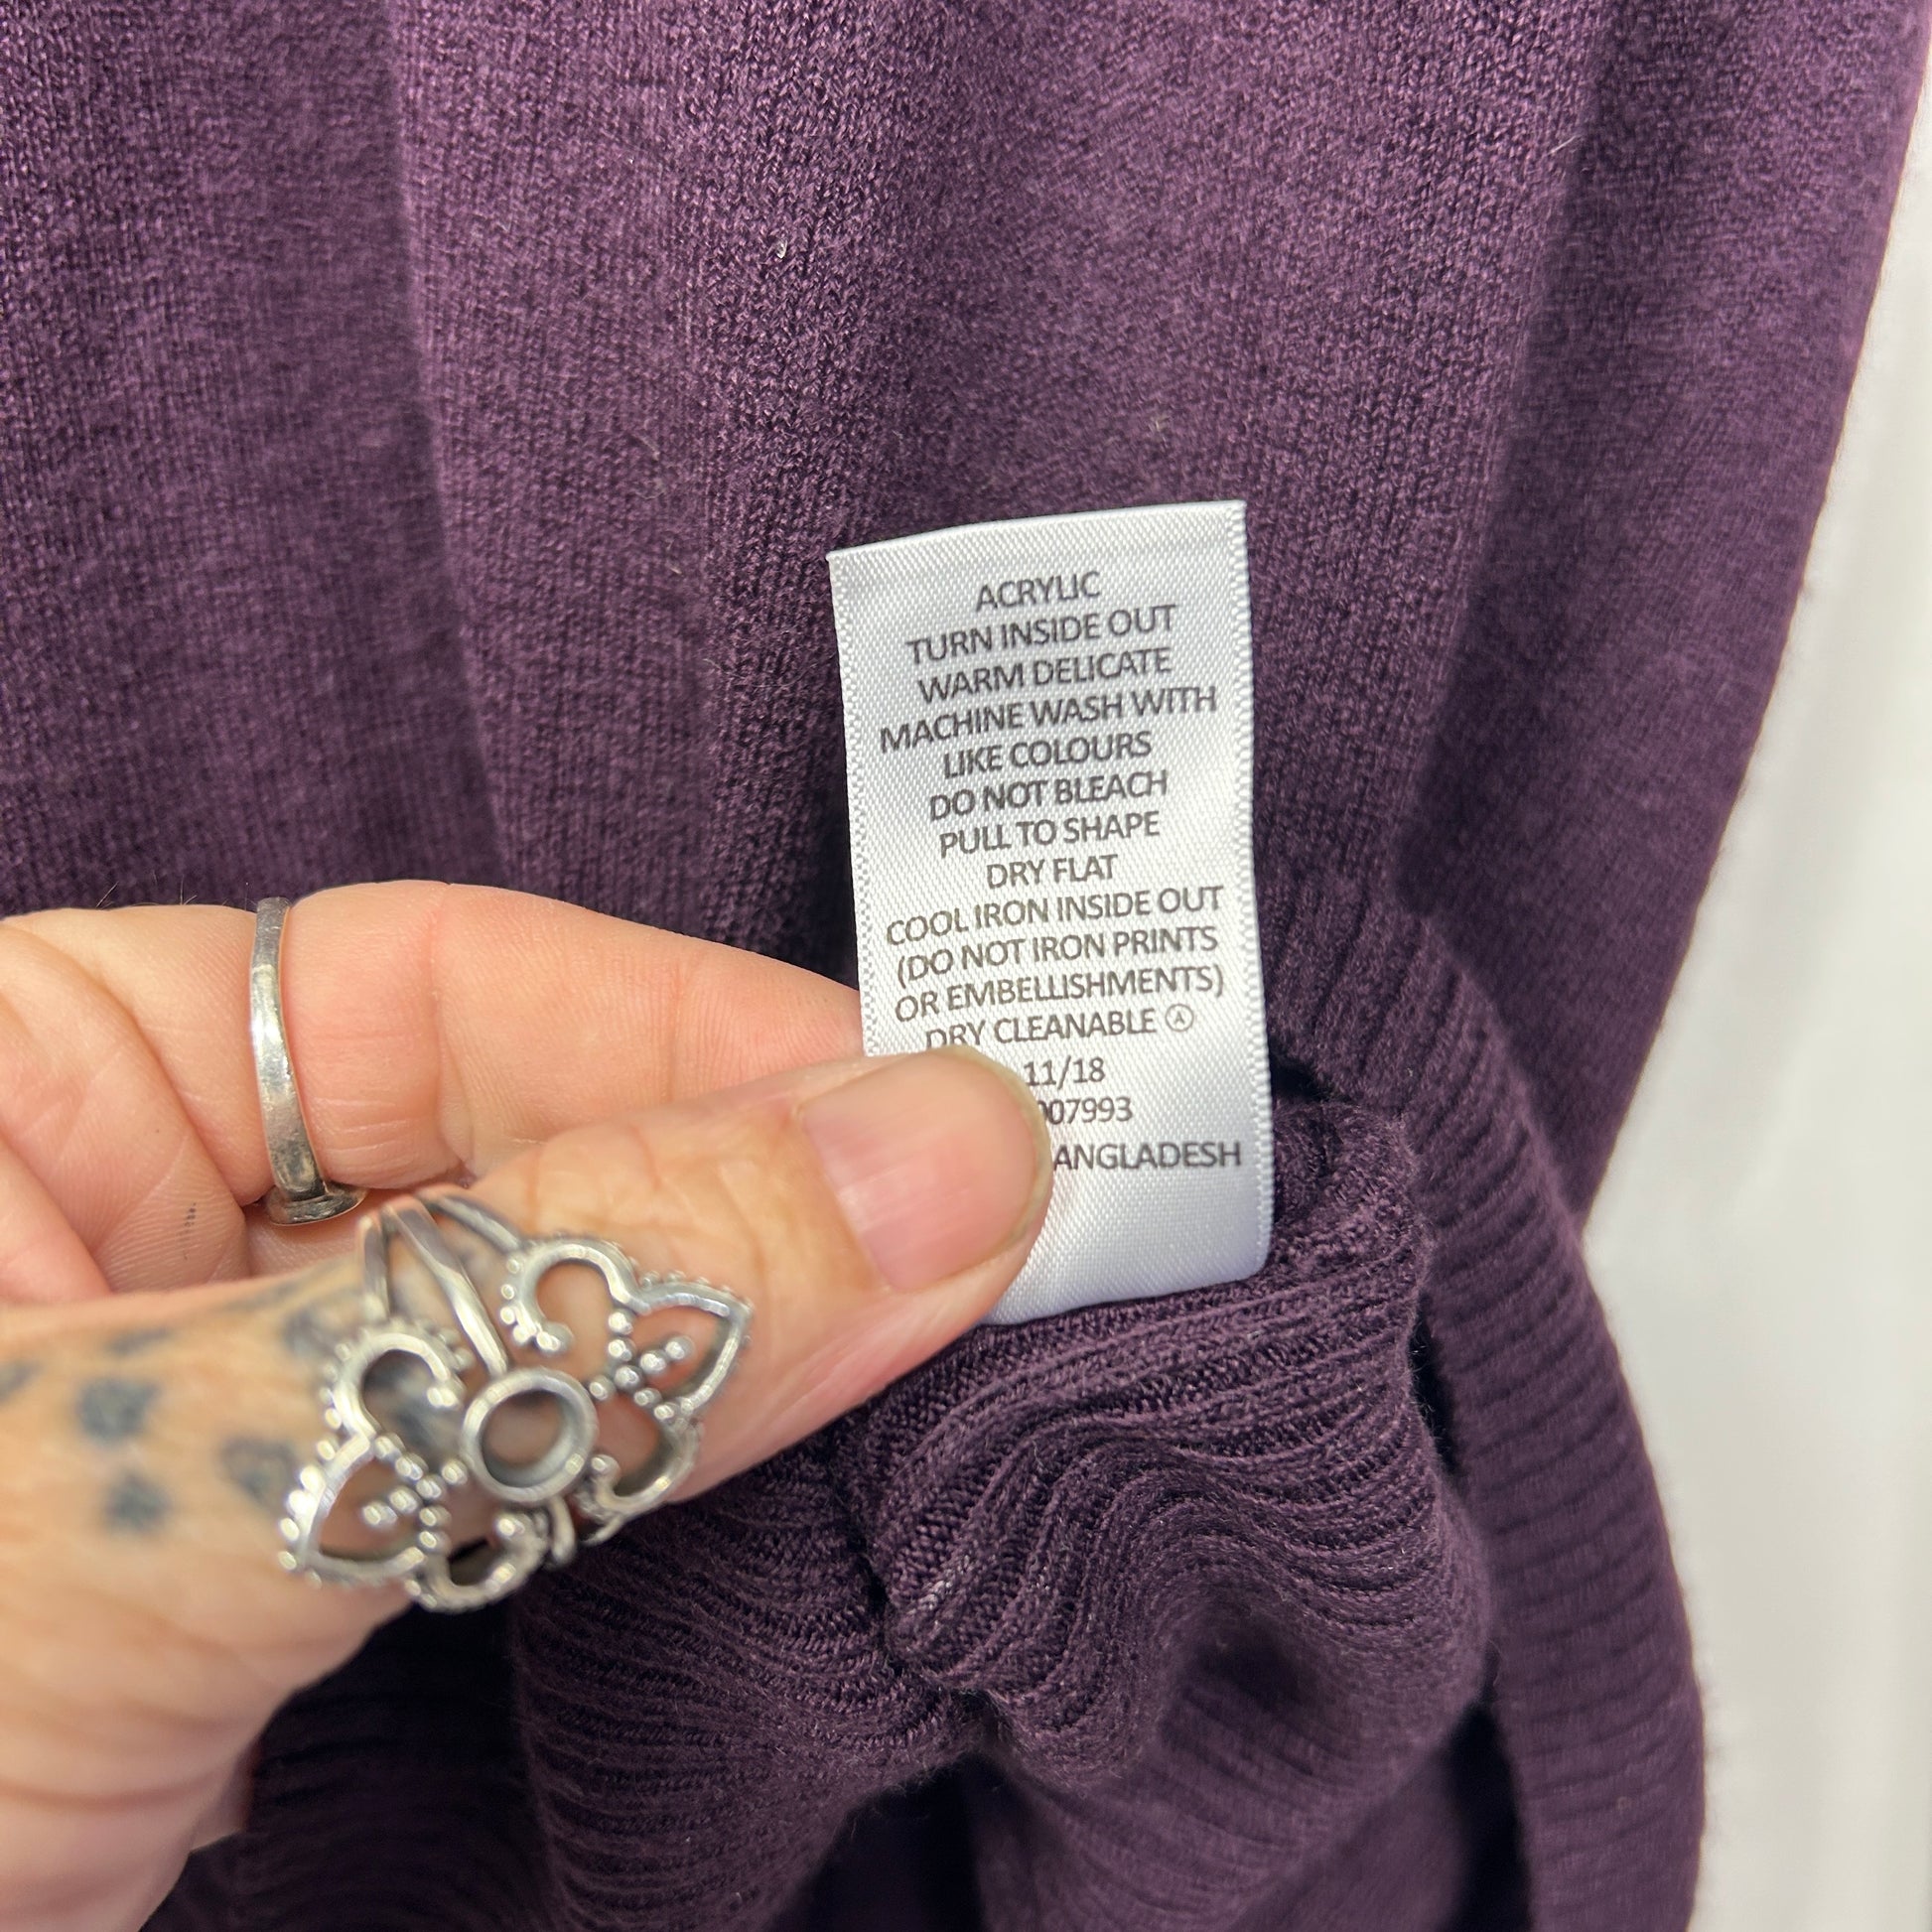 ACRYLIC
TURN INSIDE OUT
WARM DELICATE
MACHINE WASH WITH
LIKE COLOURS
DO NOT BLEACH
PULL TO SHAPE
DRY FLAT
COOL IRON INSIDE OUT
(DO NOT IRON PRINTS
OR EMBELLISHMENTS)
DRY CLEANABLE Ⓐ
11/18
007993
ANGLADESH